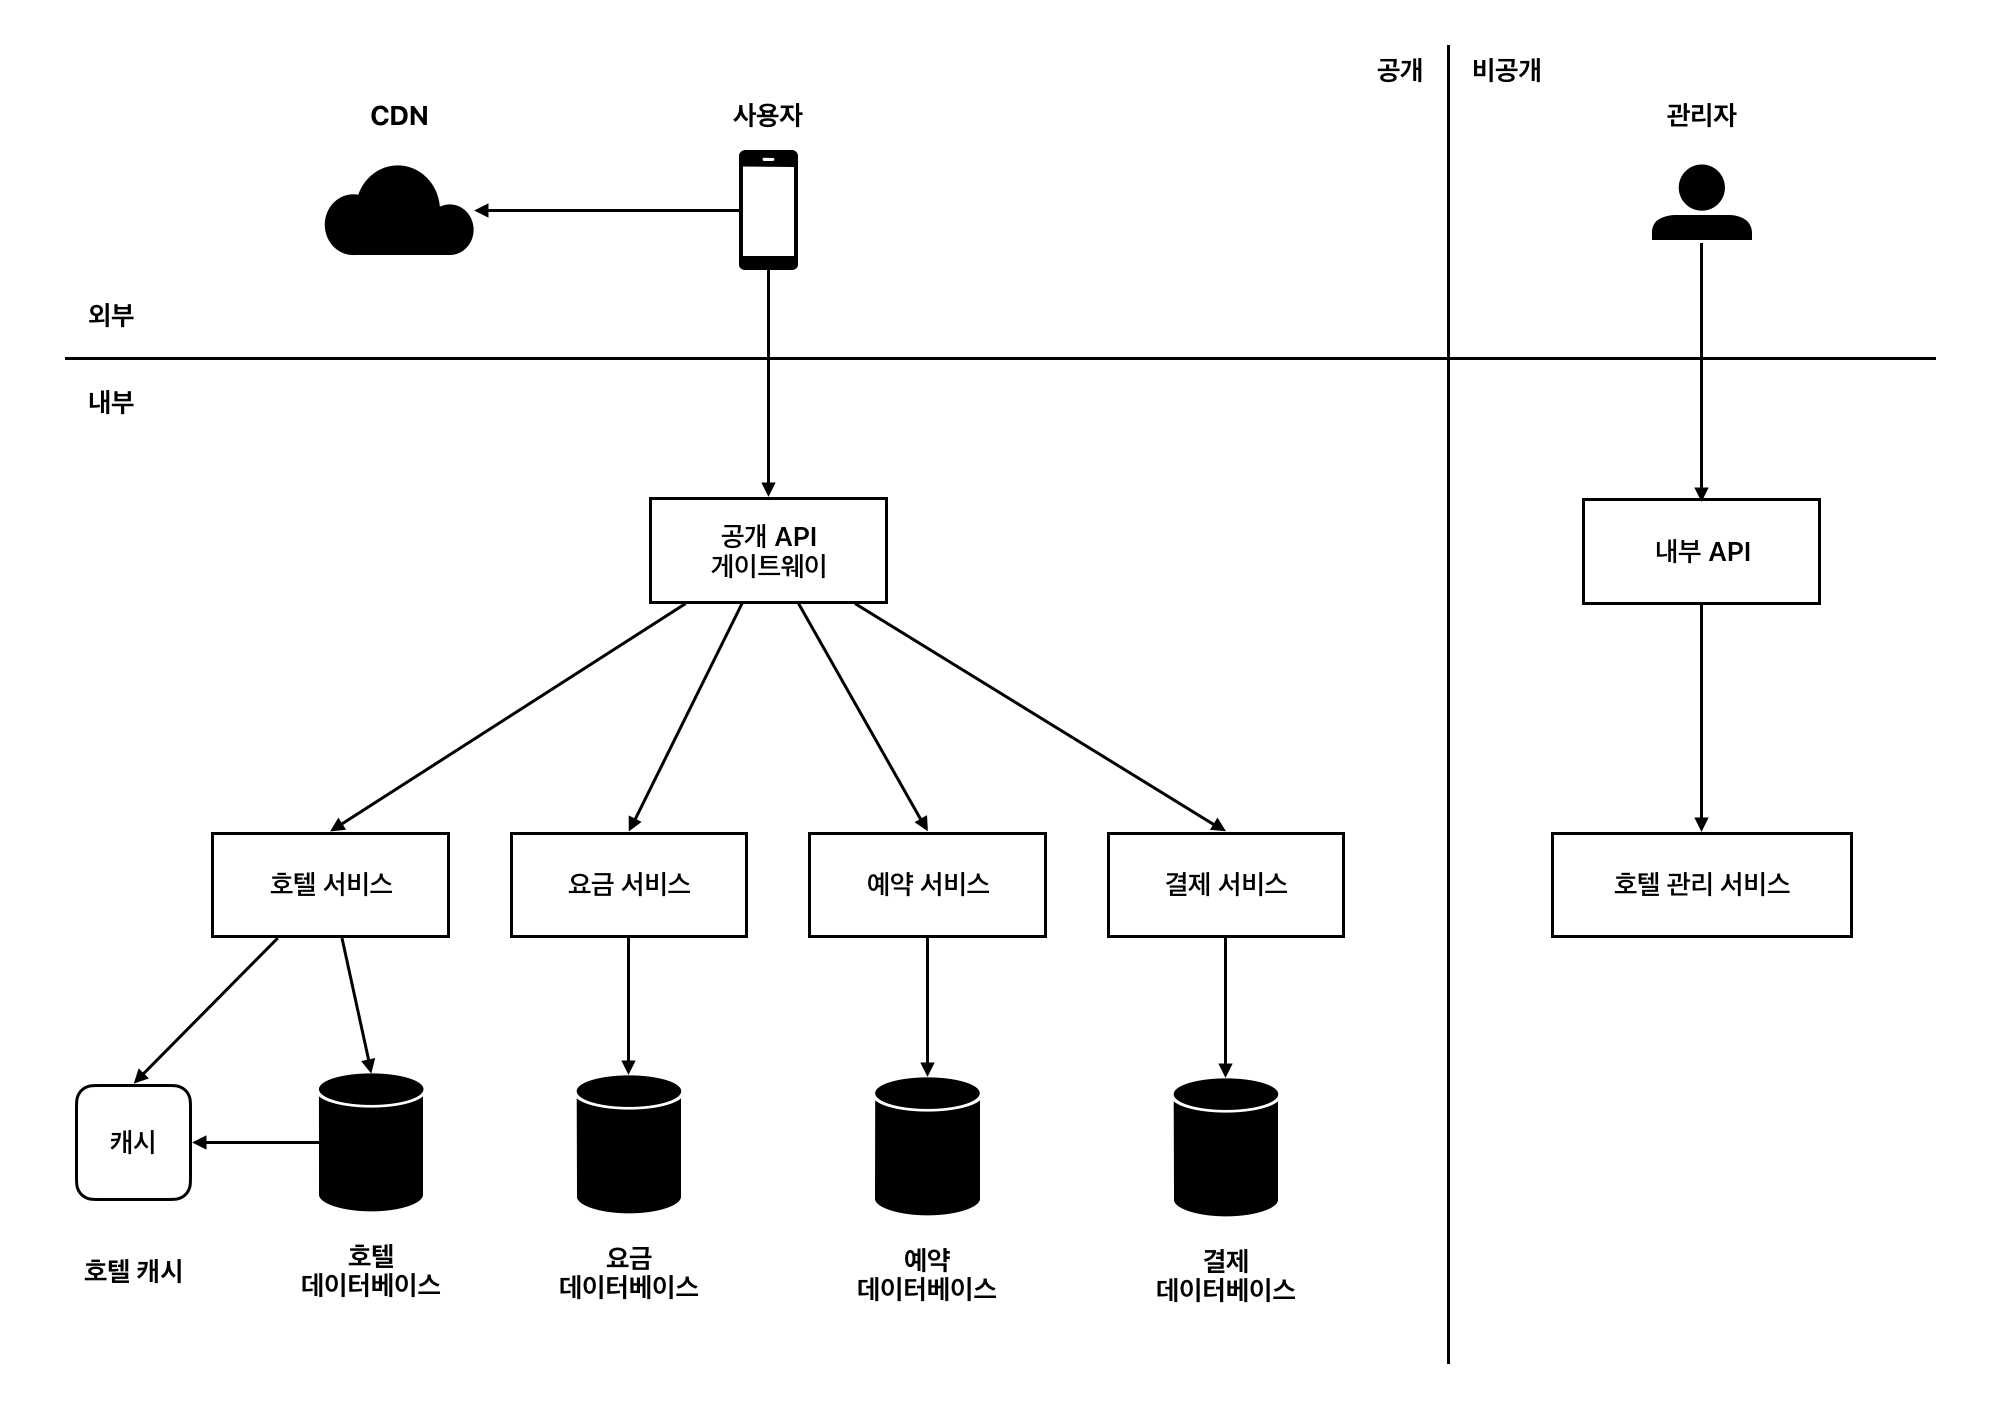 공개
비공개
CDN
사용자
관리자
외부
내부
공개 API
게이트웨이
내부 API
호텔 서비스
요금 서비스
예약 서비스
결제 서비스
호텔 관리 서비스
캐시
호텔 캐시
호텔
데이터베이스
요금
데이터베이스
예약
데이터베이스
결제
데이터베이스